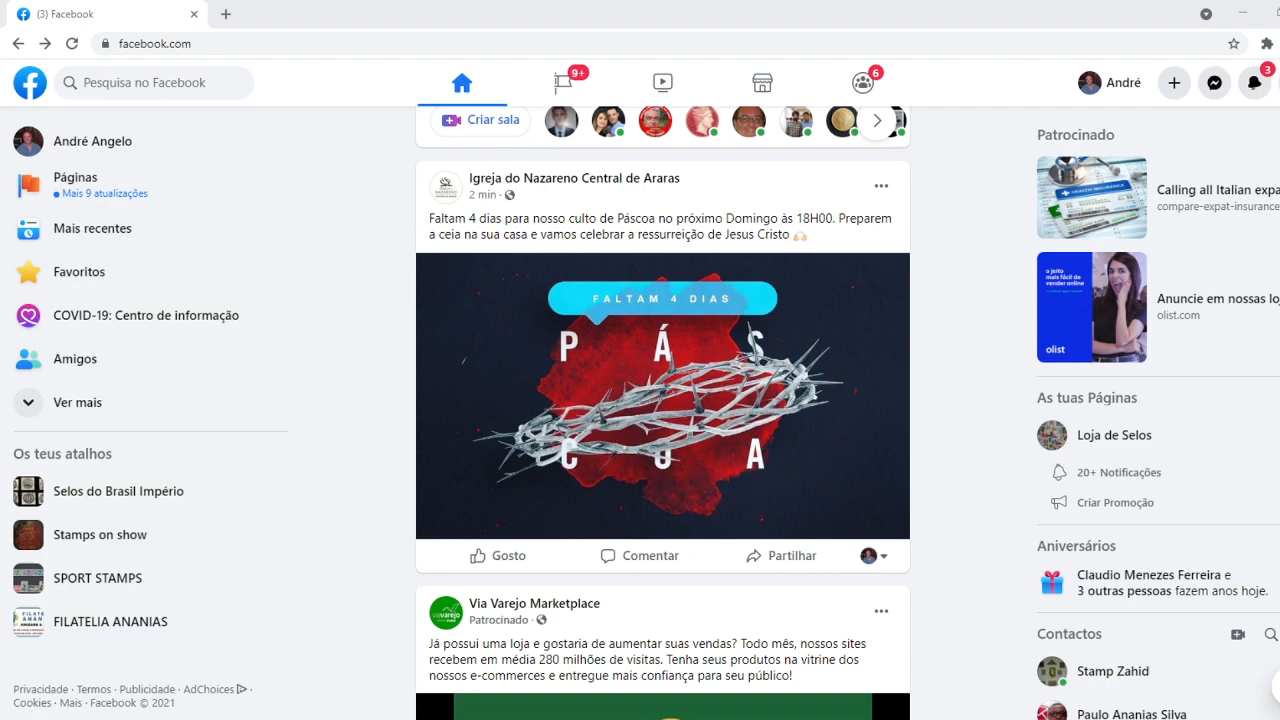 (3) Facebook
facebook.com
Pesquisa no Facebook
9+
6
André
3
Criar sala
André Angelo
Páginas
Mais 9 atualizações
Mais recentes
Favoritos
COVID-19: Centro de informação
Amigos
Ver mais
Os teus atalhos
Selos do Brasil Império
Stamps on show
SPORT STAMPS
FILATELIA ANANIAS
Privacidade · Termos · Publicidade · AdChoices ·
Cookies · Mais · Facebook © 2021
Igreja do Nazareno Central de Araras
2 min ·
Faltam 4 dias para nosso culto de Páscoa no próximo Domingo às 18H00. Preparem
a ceia na sua casa e vamos celebrar a ressurreição de Jesus Cristo 🙌🏻
FALTAM 4 DIAS
PÁS
COA
Gosto
Comentar
Partilhar
Via Varejo Marketplace
Patrocinado ·
Já possui uma loja e gostaria de aumentar suas vendas? Todo mês, nossos sites
recebem em média 280 milhões de visitas. Tenha seus produtos na vitrine dos
nossos e-commerces e entregue mais confiança para seu público!
Patrocinado
HEALTH INSURANCE
Calling all Italian expa
compare-expat-insurance
o jeito
mais fácil de
vender online
olist
Anuncie em nossas loj
olist.com
As tuas Páginas
Loja de Selos
20+ Notificações
Criar Promoção
Aniversários
Claudio Menezes Ferreira e
3 outras pessoas fazem anos hoje.
Contactos
Stamp Zahid
Paulo Ananias Silva